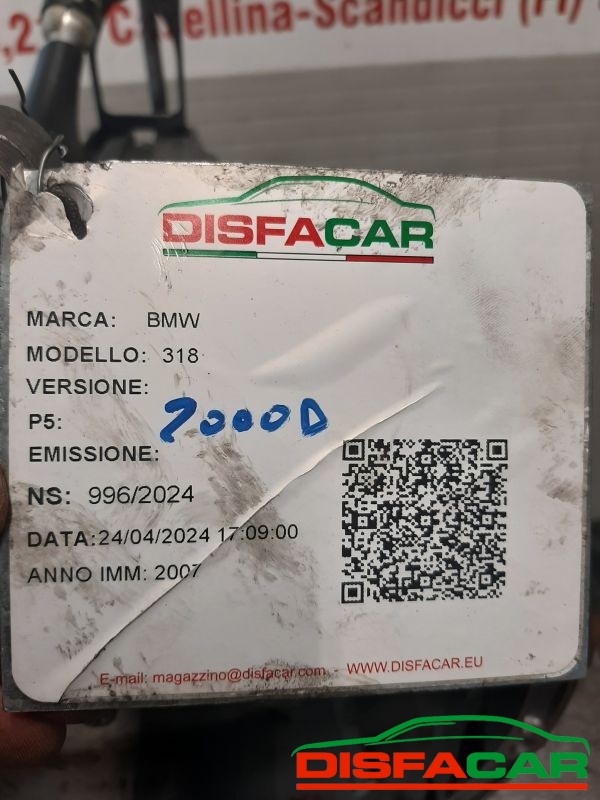 Casellina-Scandicci (FI)
DISFACAR
MARCA: BMW
MODELLO: 318
VERSIONE:
P5: 2000D
EMISSIONE:
NS: 996/2024
DATA:24/04/2024 17:09:00
ANNO IMM: 2007
E-mail: magazzino@disfacar.com - WWW.DISFACAR.EU
DISFACAR